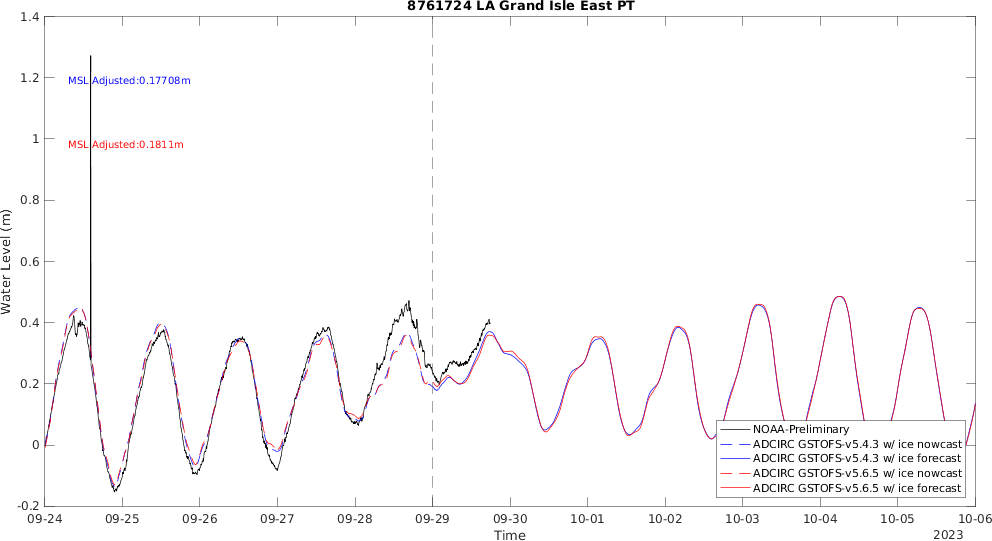 8761724 LA Grand Isle East PT
1.4
1.2
1
0.8
0.6
0.4
0.2
0
-0.2
Water Level (m)
MSL Adjusted:0.17708m
MSL Adjusted:0.1811m
NOAA-Preliminary
ADCIRC GSTOFS-v5.4.3 w/ ice nowcast
ADCIRC GSTOFS-v5.4.3 w/ ice forecast
ADCIRC GSTOFS-v5.6.5 w/ ice nowcast
ADCIRC GSTOFS-v5.6.5 w/ ice forecast
09-24 09-25 09-26 09-27 09-28 09-29 09-30 10-01 10-02 10-03 10-04 10-05 10-06
Time
2023